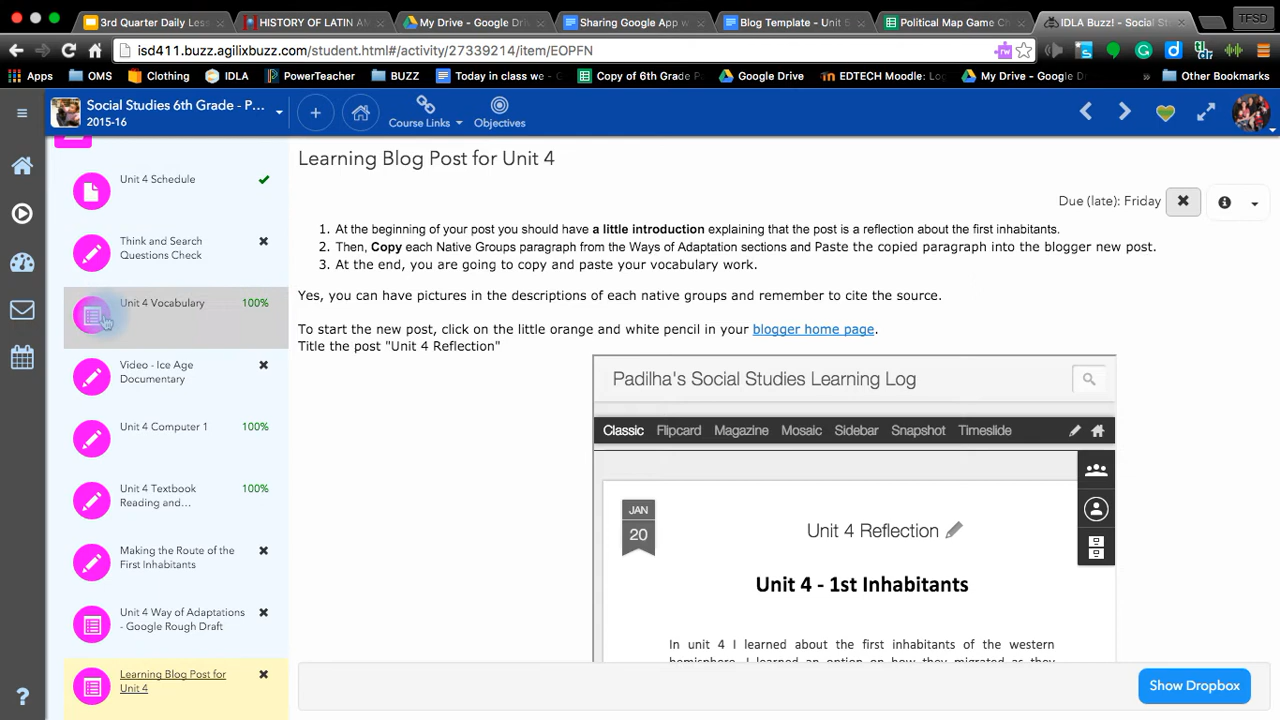 3rd Quarter Daily Less
HISTORY OF LATIN AM
My Drive - Google Drive
Sharing Google App w
Blog Template - Unit 5
Political Map Game Ch
IDLA Buzz! - Social St
TFSD
isd411.buzz.agilixbuzz.com/student.html#/activity/27339214/item/EOPFN
Apps
OMS
Clothing
IDLA
PowerTeacher
BUZZ
Today in class we -
Copy of 6th Grade P
Google Drive
EDTECH Moodle: Lo
My Drive - Google D
»
Other Bookmarks
Social Studies 6th Grade - P...
2015-16
Course Links
Objectives
Unit 4 Schedule
Think and Search
Questions Check
Unit 4 Vocabulary
100%
Video - Ice Age
Documentary
Unit 4 Computer 1
100%
Unit 4 Textbook
Reading and...
100%
Making the Route of the
First Inhabitants
Unit 4 Way of Adaptations
- Google Rough Draft
Learning Blog Post for
Unit 4
Learning Blog Post for Unit 4
Due (late): Friday
1. At the beginning of your post you should have a little introduction explaining that the post is a reflection about the first inhabitants.
2. Then, Copy each Native Groups paragraph from the Ways of Adaptation sections and Paste the copied paragraph into the blogger new post.
3. At the end, you are going to copy and paste your vocabulary work.
Yes, you can have pictures in the descriptions of each native groups and remember to cite the source.
To start the new post, click on the little orange and white pencil in your blogger home page.
Title the post "Unit 4 Reflection"
Padilha's Social Studies Learning Log
Classic Flipcard Magazine Mosaic Sidebar Snapshot Timeslide
JAN
20
Unit 4 Reflection
Unit 4 - 1st Inhabitants
In unit 4 I learned about the first inhabitants of the western
hemisphere. I learned an option on how they migrated as they
Show Dropbox
?